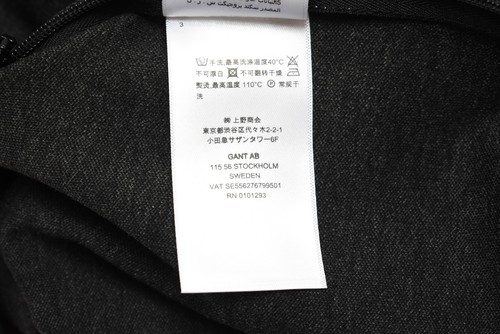 手洗,最高洗涤温度40°C
不可漂白 不可翻转干燥
熨烫,最高温度 110°C 常规干
洗
㈱ 上野商会
東京都渋谷区代々木2-2-1
小田急サザンタワー6F
GANT AB
115 56 STOCKHOLM
SWEDEN
VAT SE556276799501
RN 0101293